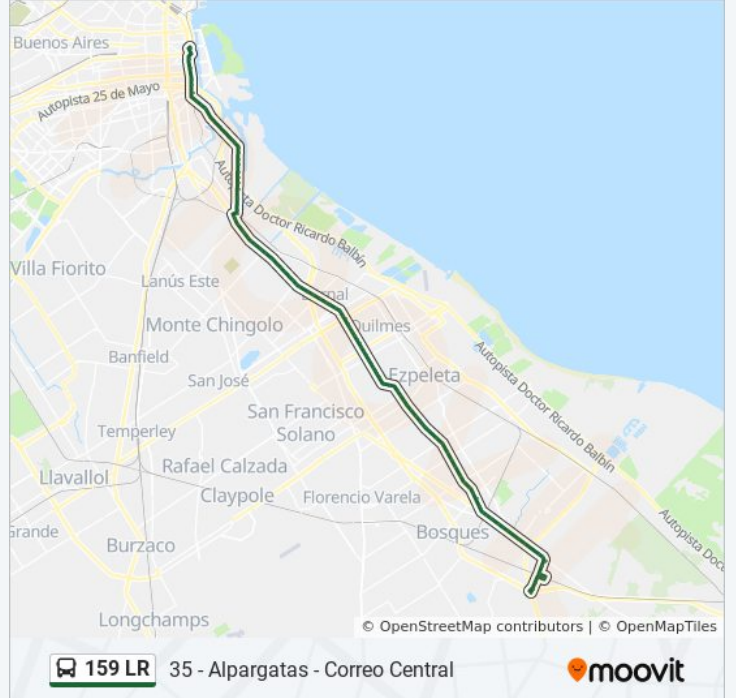 Buenos Aires
Autopista 25 de Mayo
Autopista Doctor Ricardo Balbín
Villa Fiorito
Lanús Este
Bernal
Monte Chingolo
Quilmes
Banfield
San José
Ezpeleta
Autopista Doctor Ricardo Balbín
San Francisco
Solano
Temperley
Rafael Calzada
Llavallol
Claypole
Florencio Varela
Grande
Bosques
Autopista Doc
Burzaco
Longchamps
© OpenStreetMap contributors | © OpenMapTiles
159 LR
35 - Alpargatas - Correo Central
moovit